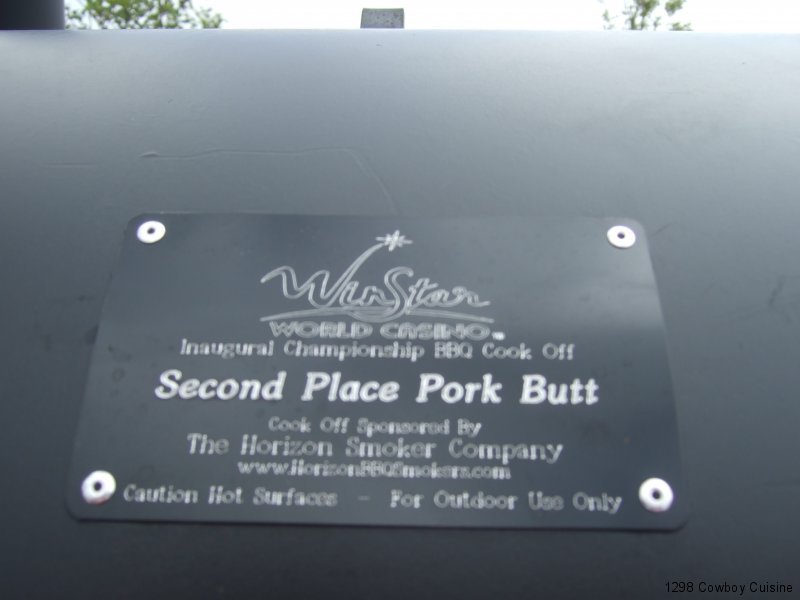 WinStar
WORLD CASINO
Inaugural Championship BBQ Cook Off
Second Place Pork Butt
Cook Off Sponsored By
The Horizon Smoker Company
www.HorizonBBQSmokers.com
Caution Hot Surfaces - For Outdoor Use Only
1298 Cowboy Cuisine